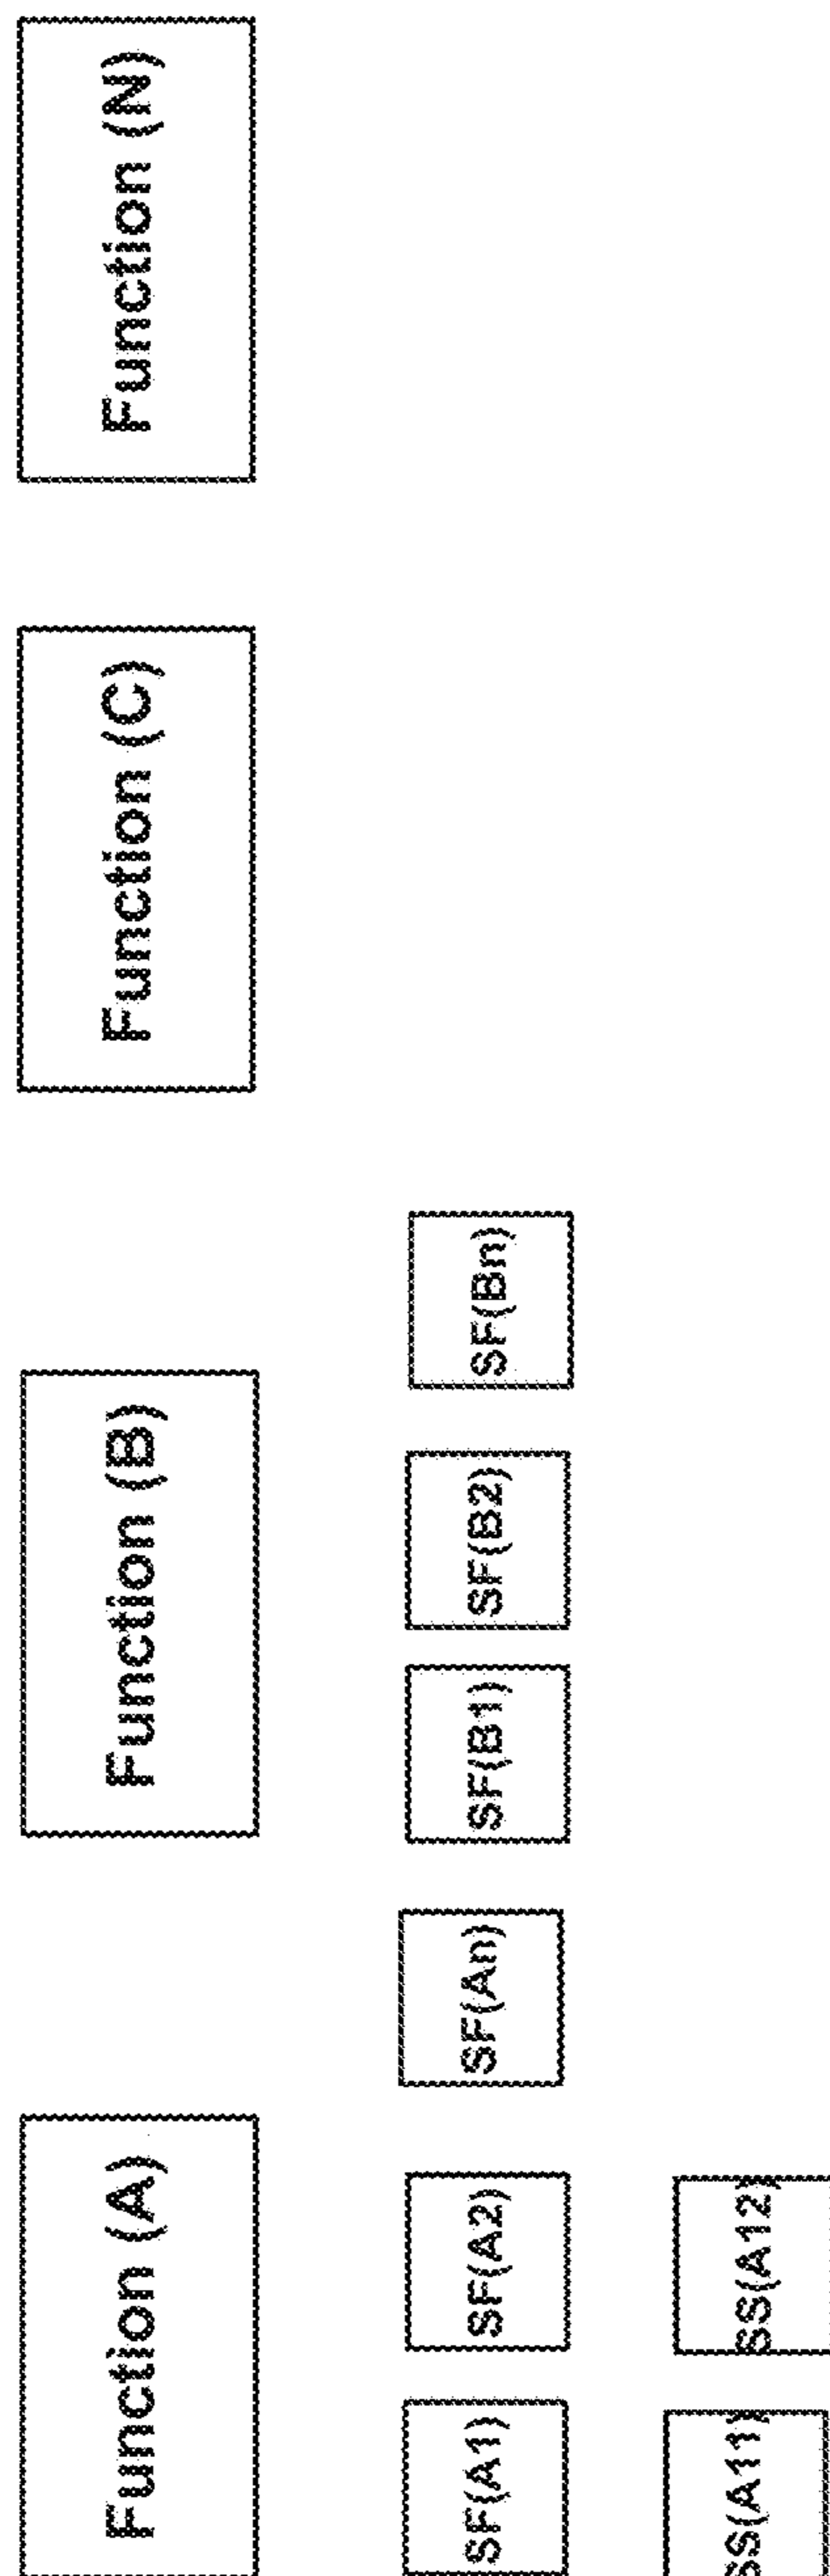 Function (A)
Function (B)
Function (C)
Function (N)
SF(A1)
SF(A2)
SF(An)
SF(B1)
SF(B2)
SF(Bn)
SS(A11)
SS(A12)